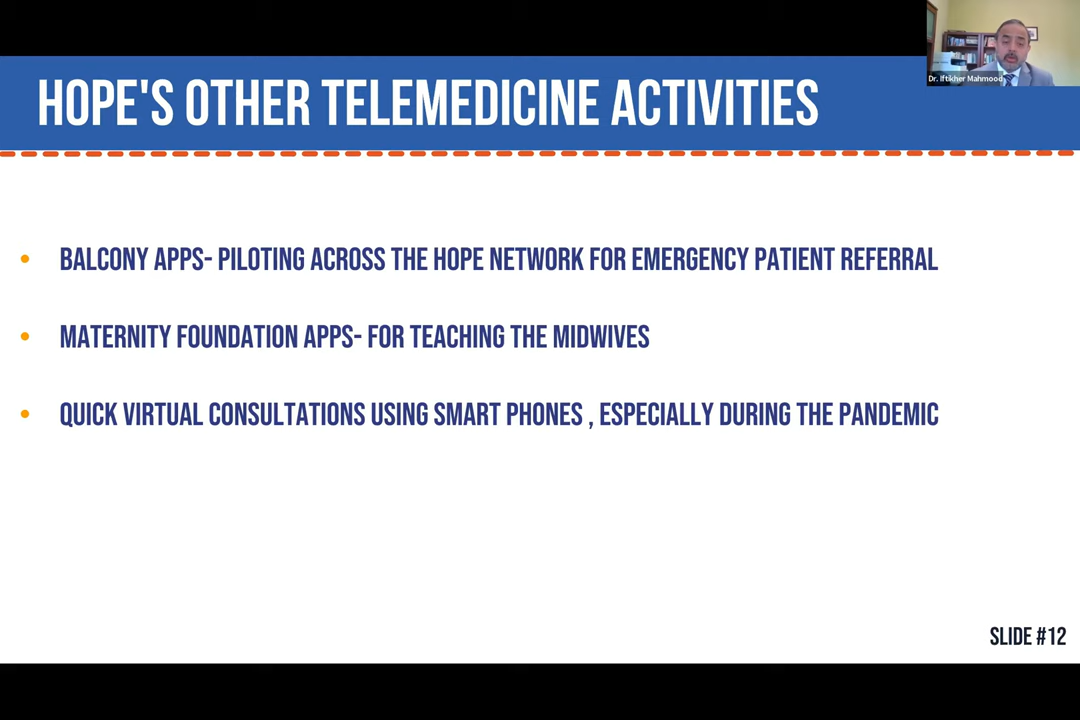 Dr. Iftikher Mahmood
HOPE'S OTHER TELEMEDICINE ACTIVITIES
• BALCONY APPS- PILOTING ACROSS THE HOPE NETWORK FOR EMERGENCY PATIENT REFERRAL
• MATERNITY FOUNDATION APPS- FOR TEACHING THE MIDWIVES
• QUICK VIRTUAL CONSULTATIONS USING SMART PHONES , ESPECIALLY DURING THE PANDEMIC
SLIDE #12